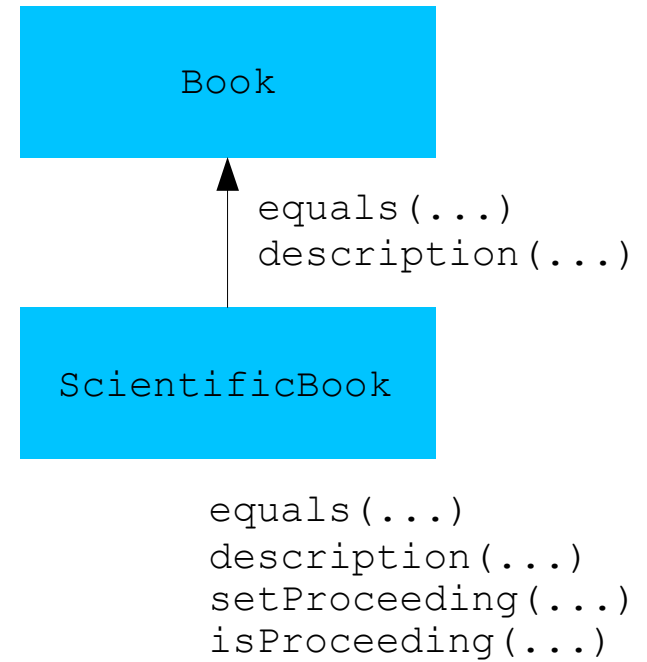 Book
equals(...)
description(...)
ScientificBook
equals(...)
description(...)
setProceeding(...)
isProceeding(...)